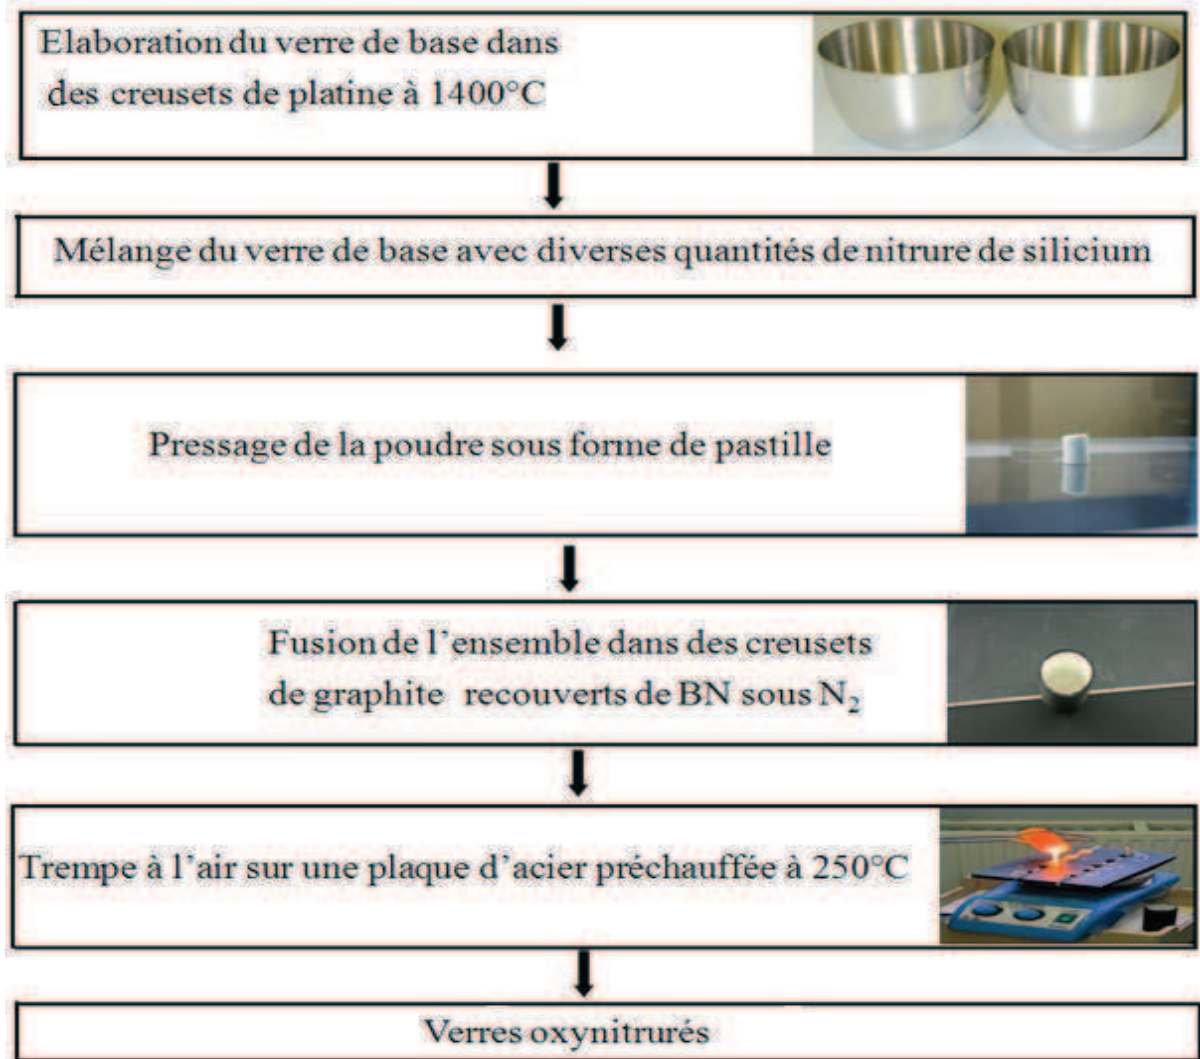 Elaboration du verre de base dans
des creusets de platine à 1400°C
Mélange du verre de base avec diverses quantités de nitrure de silicium
Pressage de la poudre sous forme de pastille
Fusion de l'ensemble dans des creusets
de graphite recouverts de BN sous N₂
Trempe à l'air sur une plaque d'acier préchauffée à 250°C
Verres oxynitrurés